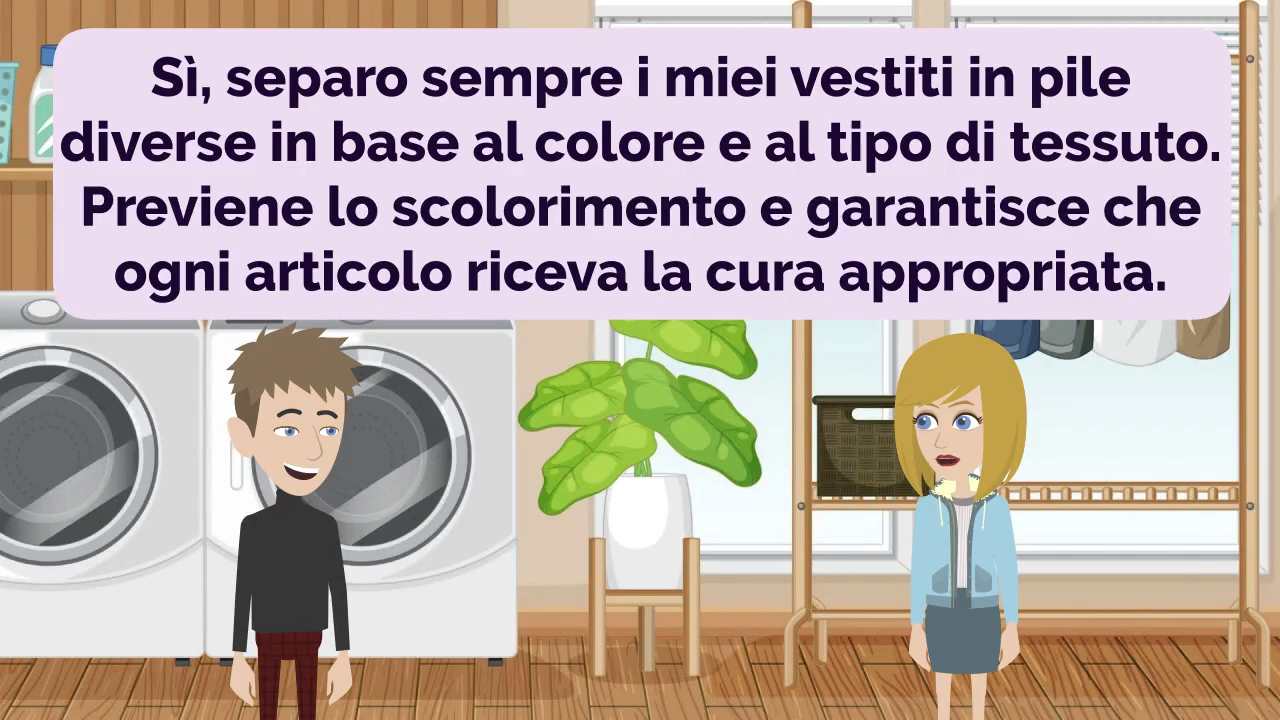 Sì, separo sempre i miei vestiti in pile
diverse in base al colore e al tipo di tessuto.
Previene lo scolorimento e garantisce che
ogni articolo riceva la cura appropriata.